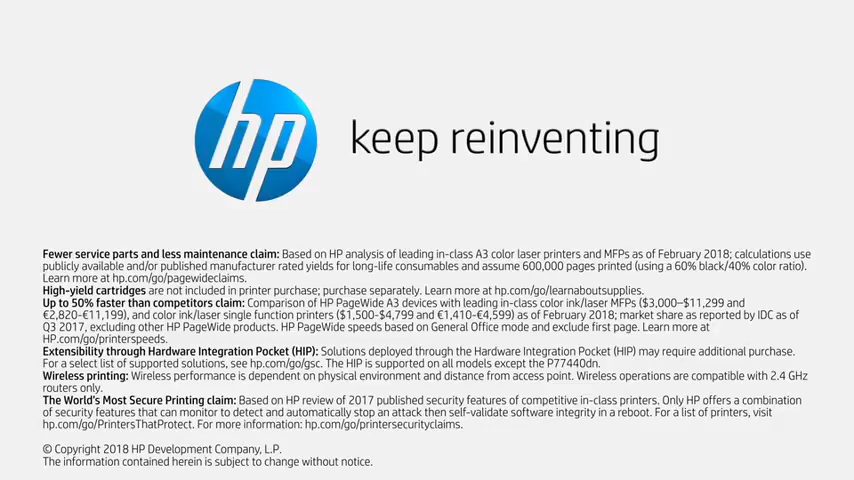 hp keep reinventing
Fewer service parts and less maintenance claim: Based on HP analysis of leading in-class A3 color laser printers and MFPs as of February 2018; calculations use
publicly available and/or published manufacturer rated yields for long-life consumables and assume 600,000 pages printed (using a 60% black/40% color ratio).
Learn more at hp.com/go/pagewideclaims.
High-yield cartridges are not included in printer purchase; purchase separately. Learn more at hp.com/go/learnaboutsupplies.
Up to 50% faster than competitors claim: Comparison of HP PageWide A3 devices with leading in-class color ink/laser MFPs ($3,000–$11,299 and
€2,820-€11,199), and color ink/laser single function printers ($1,500-$4,799 and €1,410-€4,599) as of February 2018; market share as reported by IDC as of
Q3 2017, excluding other HP PageWide products. HP PageWide speeds based on General Office mode and exclude first page. Learn more at
HP.com/go/printerspeeds.
Extensibility through Hardware Integration Pocket (HIP): Solutions deployed through the Hardware Integration Pocket (HIP) may require additional purchase.
For a select list of supported solutions, see hp.com/go/gsc. The HIP is supported on all models except the P77440dn.
Wireless printing: Wireless performance is dependent on physical environment and distance from access point. Wireless operations are compatible with 2.4 GHz
routers only.
The World's Most Secure Printing claim: Based on HP review of 2017 published security features of competitive in-class printers. Only HP offers a combination
of security features that can monitor to detect and automatically stop an attack then self-validate software integrity in a reboot. For a list of printers, visit
hp.com/go/PrintersThatProtect. For more information: hp.com/go/printersecurityclaims.
© Copyright 2018 HP Development Company, L.P.
The information contained herein is subject to change without notice.